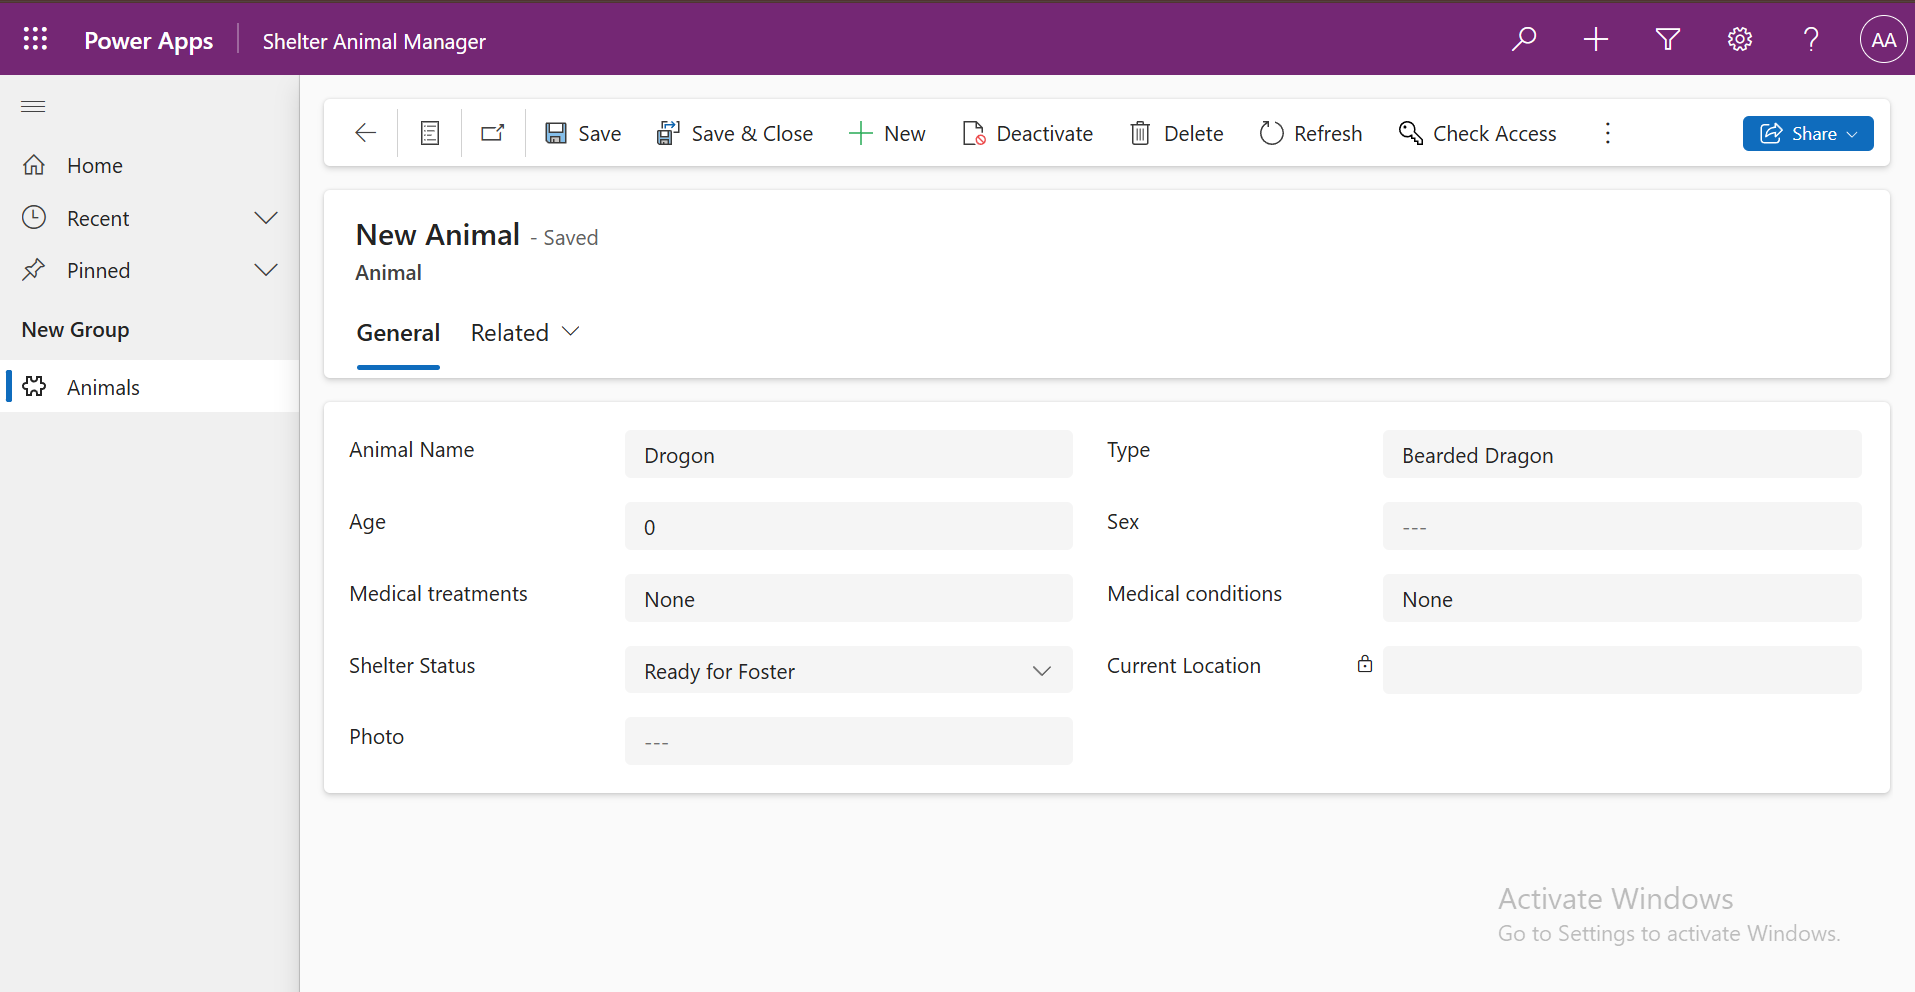 Power Apps
Shelter Animal Manager
AA
Home
Recent
Pinned
New Group
Animals
Save
Save & Close
New
Deactivate
Delete
Refresh
Check Access
Share
New Animal - Saved
Animal
General
Related
Animal Name
Drogon
Type
Bearded Dragon
Age
0
Sex
---
Medical treatments
None
Medical conditions
None
Shelter Status
Ready for Foster
Current Location
Photo
---
Activate Windows
Go to Settings to activate Windows.